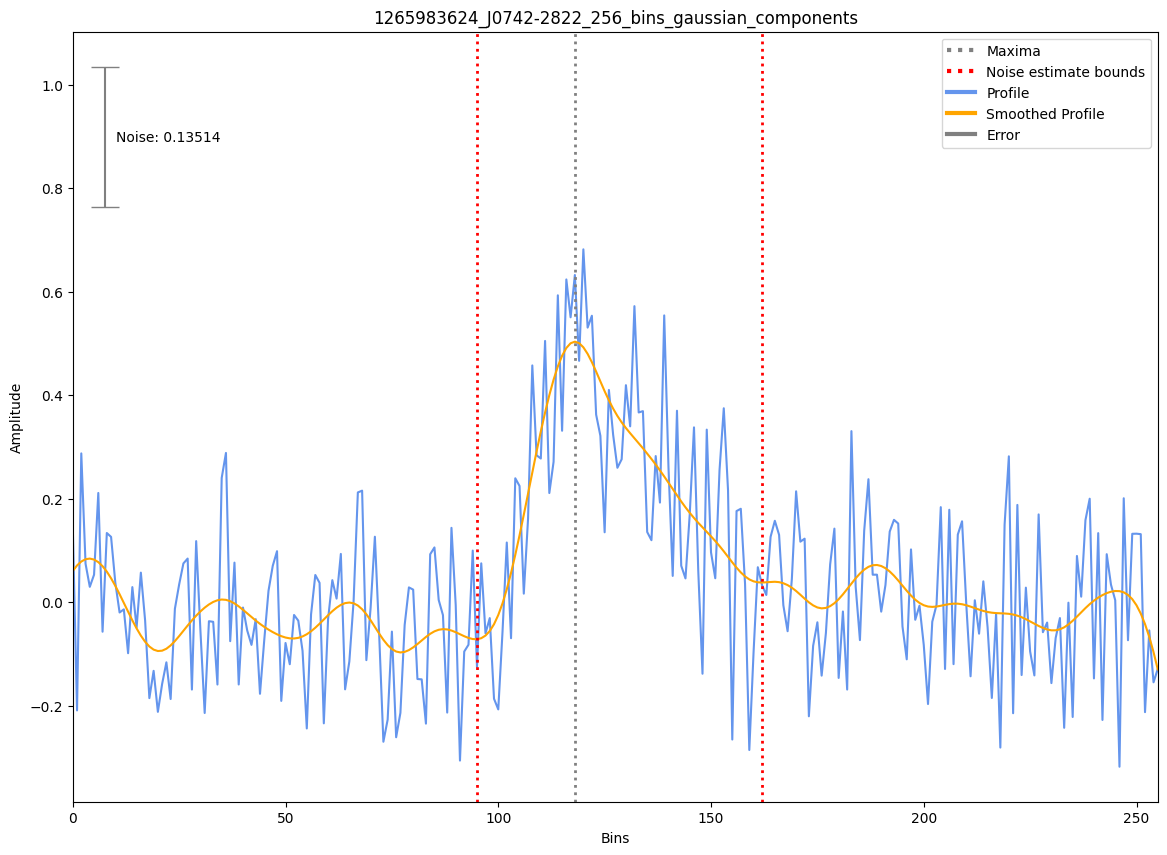 1265983624_J0742-2822_256_bins_gaussian_components
Maxima
Noise estimate bounds
Profile
Smoothed Profile
Error
Noise: 0.13514
1.0
0.8
0.6
0.4
0.2
0.0
−0.2
Amplitude
0 50 100 150 200 250
Bins